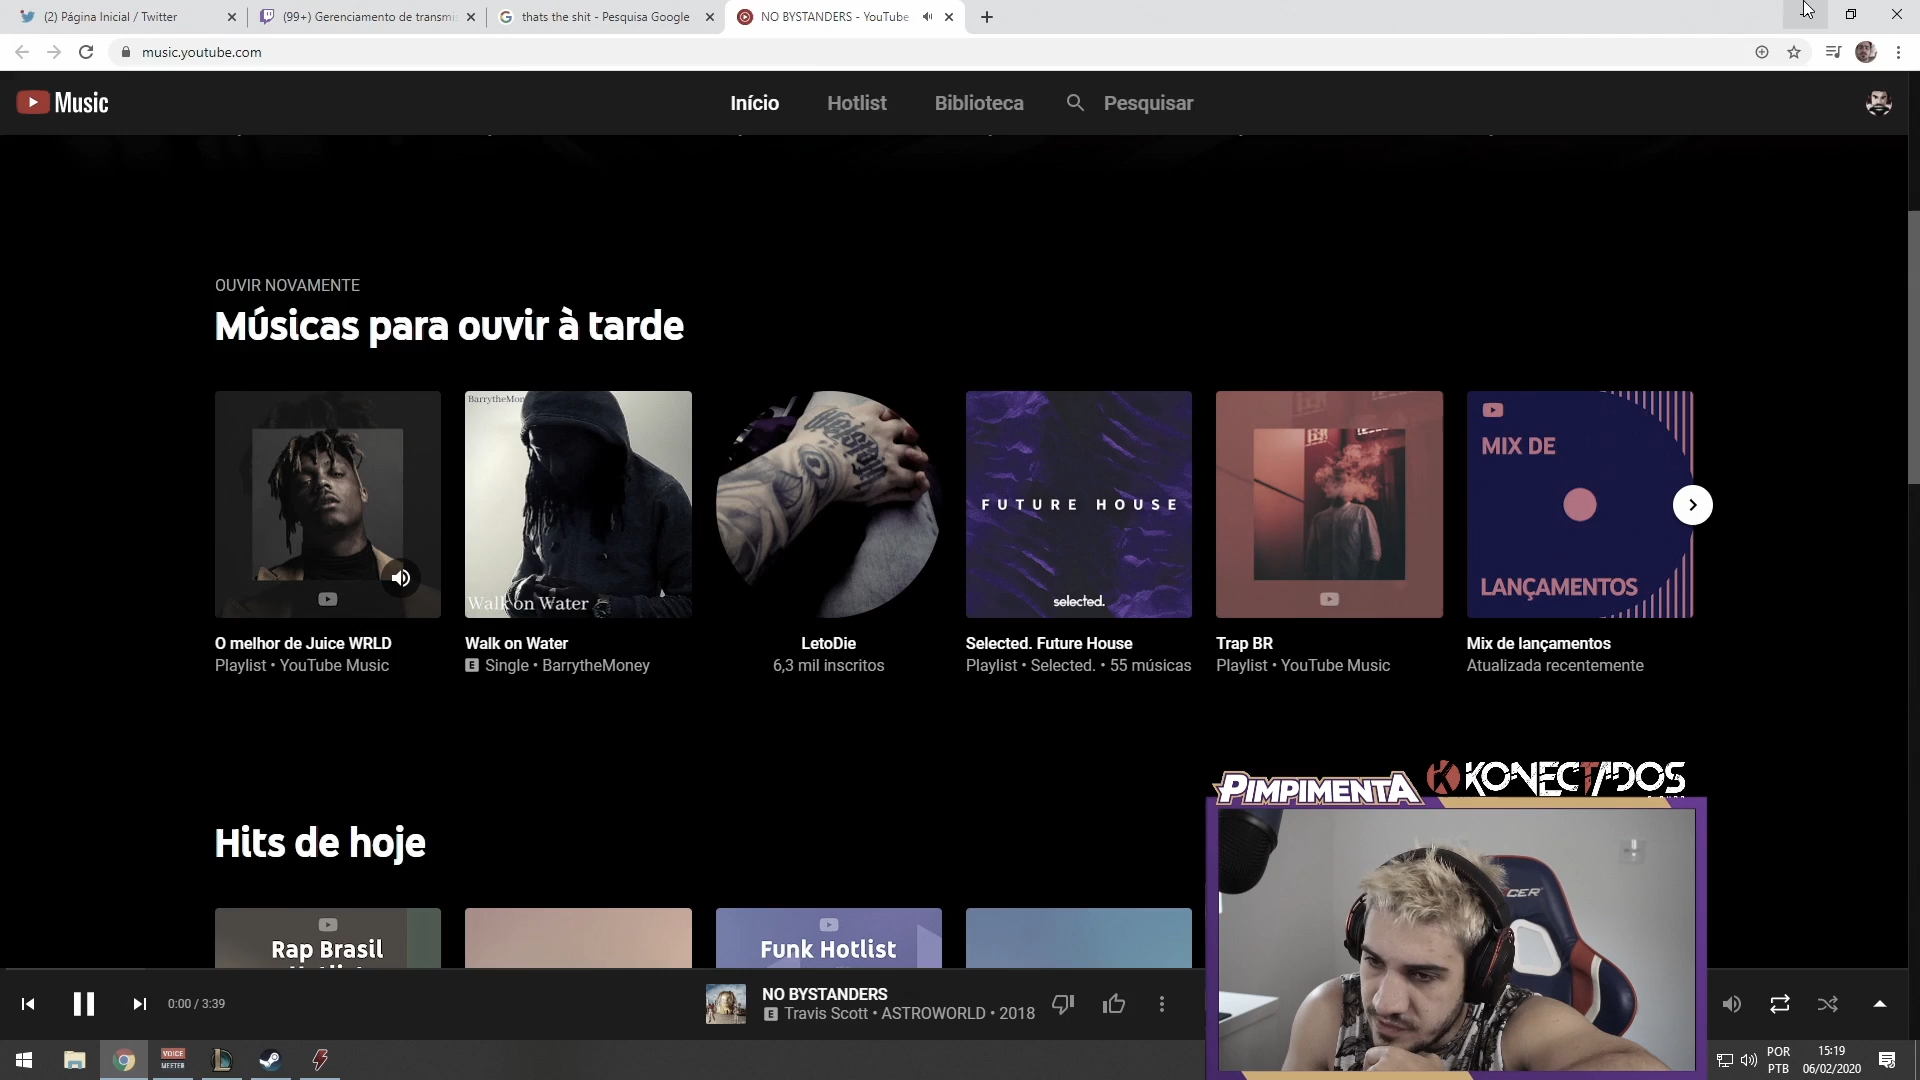 (2) Página Inicial / Twitter
(99+) Gerenciamento de transmis
thats the shit - Pesquisa Google
NO BYSTANDERS - YouTube
music.youtube.com
Music
Início
Hotlist
Biblioteca
Pesquisar
OUVIR NOVAMENTE
Músicas para ouvir à tarde
BarrytheMon
Walk on Water
FUTURE HOUSE
selected.
MIX DE
LANÇAMENTOS
O melhor de Juice WRLD
Playlist • YouTube Music
Walk on Water
E Single • BarrytheMoney
LetoDie
6,3 mil inscritos
Selected. Future House
Playlist • Selected. • 55 músicas
Trap BR
Playlist • YouTube Music
Mix de lançamentos
Atualizada recentemente
PIMPIMENTA
KONECTADOS
Hits de hoje
Rap Brasil
Funk Hotlist
0:00 / 3:39
NO BYSTANDERS
E Travis Scott • ASTROWORLD • 2018
VOICE
MEETER
POR
PTB
15:19
06/02/2020